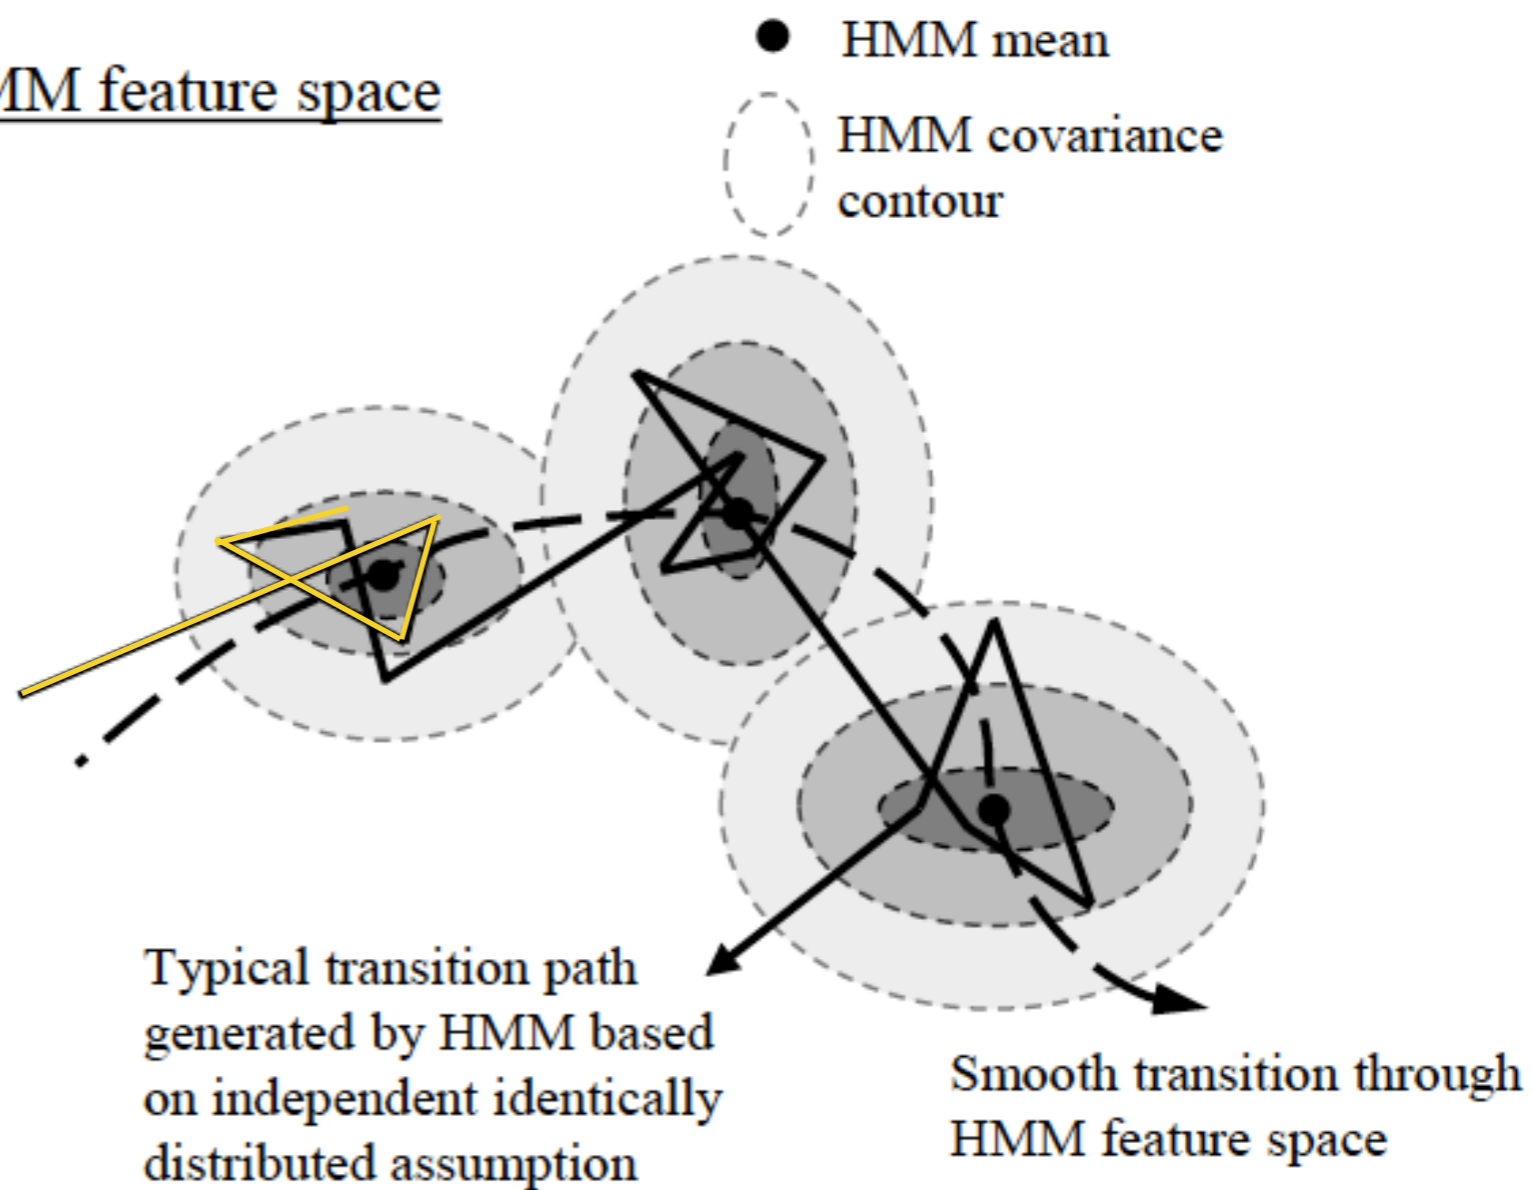 MM feature space
HMM mean
HMM covariance
contour
Typical transition path
generated by HMM based
on independent identically
distributed assumption
Smooth transition through
HMM feature space